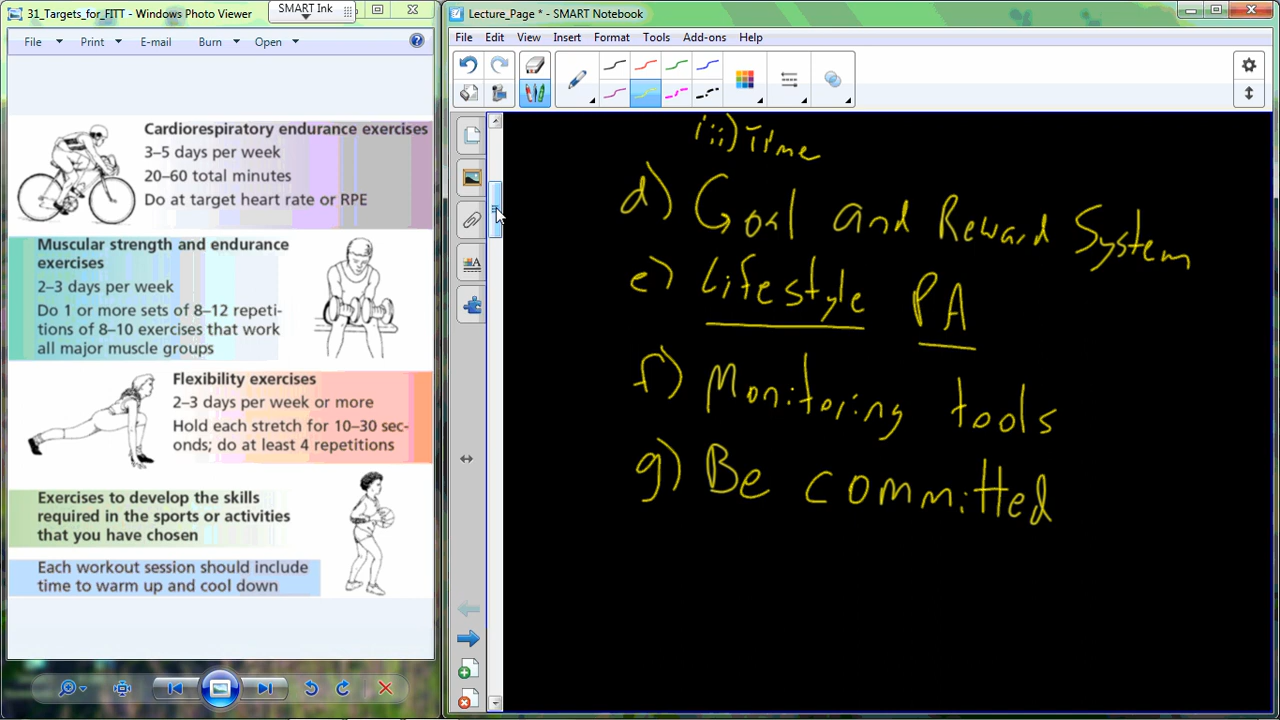 31_Targets_for_FITT - Windows Photo Viewer
SMART Ink
File Print E-mail Burn Open
Cardiorespiratory endurance exercises
3–5 days per week
20–60 total minutes
Do at target heart rate or RPE
Muscular strength and endurance
exercises
2–3 days per week
Do 1 or more sets of 8–12 repeti-
tions of 8–10 exercises that work
all major muscle groups
Flexibility exercises
2–3 days per week or more
Hold each stretch for 10–30 sec-
onds; do at least 4 repetitions
Exercises to develop the skills
required in the sports or activities
that you have chosen
Each workout session should include
time to warm up and cool down
Lecture_Page * - SMART Notebook
File Edit View Insert Format Tools Add-ons Help
iii) Time
d) Goal and Reward System
e) Lifestyle PA
f) Monitoring tools
g) Be committed